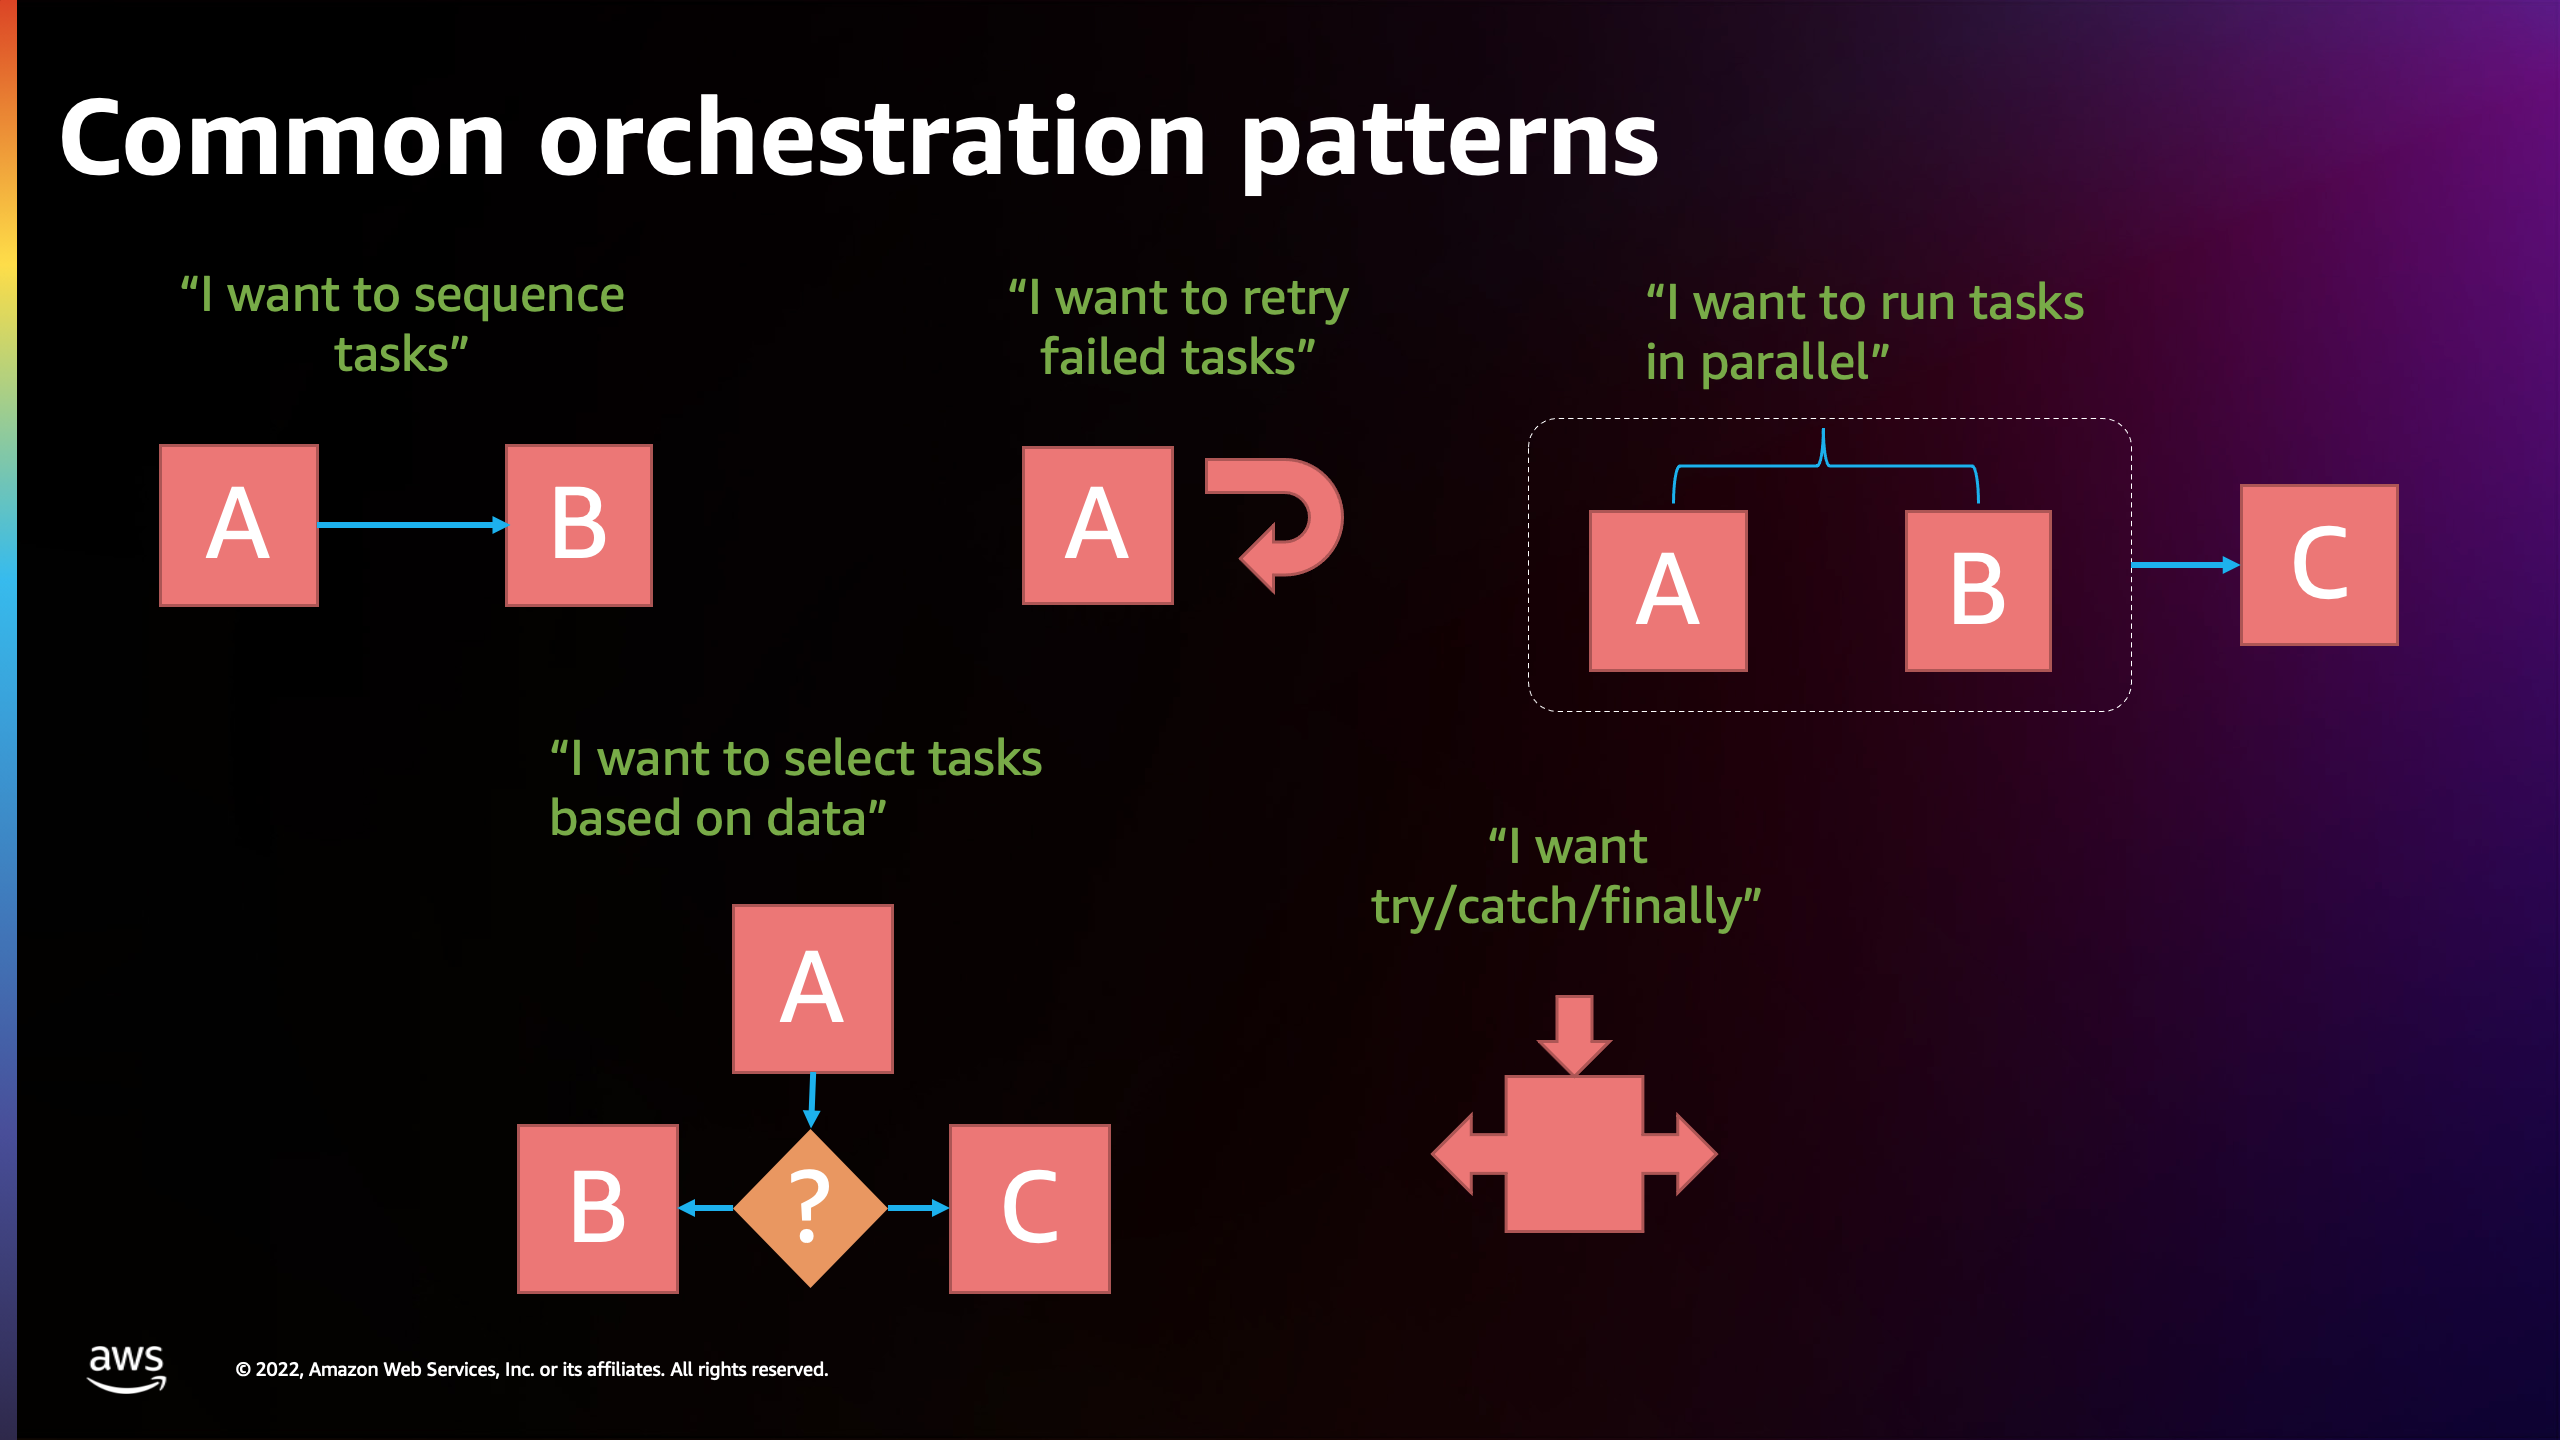 Common orchestration patterns
“I want to sequence
tasks”
A
B
“I want to retry
failed tasks”
A
“I want to run tasks
in parallel”
A
B
C
“I want to select tasks
based on data”
A
B
?
C
“I want
try/catch/finally”
aws
© 2022, Amazon Web Services, Inc. or its affiliates. All rights reserved.